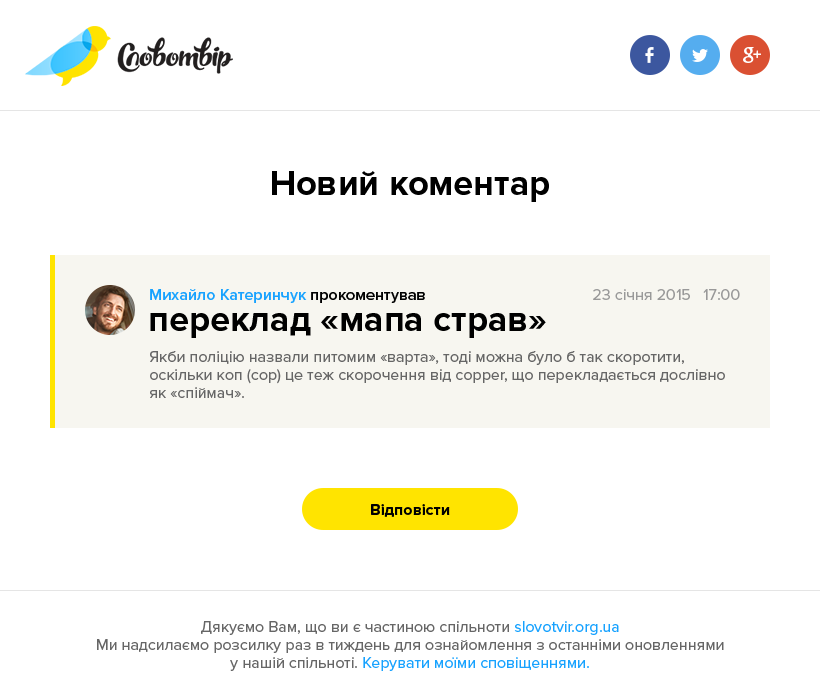 Словотвір
f
g+
Новий коментар
Михайло Катеринчук прокоментував 23 січня 2015 17:00
переклад «мапа страв»
Якби поліцію назвали питомим «варта», тоді можна було б так скоротити,
оскільки коп (cop) це теж скорочення від copper, що перекладається дослівно
як «спіймач».
Відповісти
Дякуємо Вам, що ви є частиною спільноти slovotvir.org.ua
Ми надсилаємо розсилку раз в тиждень для ознайомлення з останніми оновленнями
у нашій спільноті. Керувати моїми сповіщеннями.